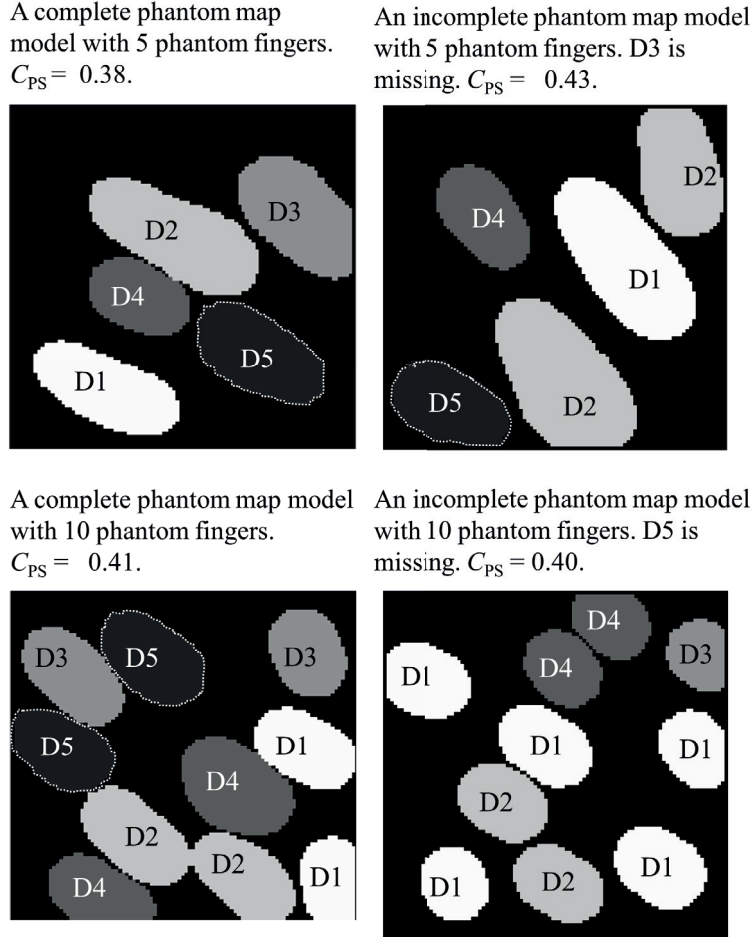 A complete phantom map
model with 5 phantom fingers.
C_PS = 0.38.
An incomplete phantom map model
with 5 phantom fingers. D3 is
missing. C_PS = 0.43.
D2
D3
D4
D5
D1
D2
D4
D1
D5
D2
A complete phantom map model
with 10 phantom fingers.
C_PS = 0.41.
An incomplete phantom map model
with 10 phantom fingers. D5 is
missing. C_PS = 0.40.
D3
D5
D3
D5
D1
D4
D2
D2
D4
D1
D4
D4
D3
D1
D1
D1
D2
D1
D2
D1